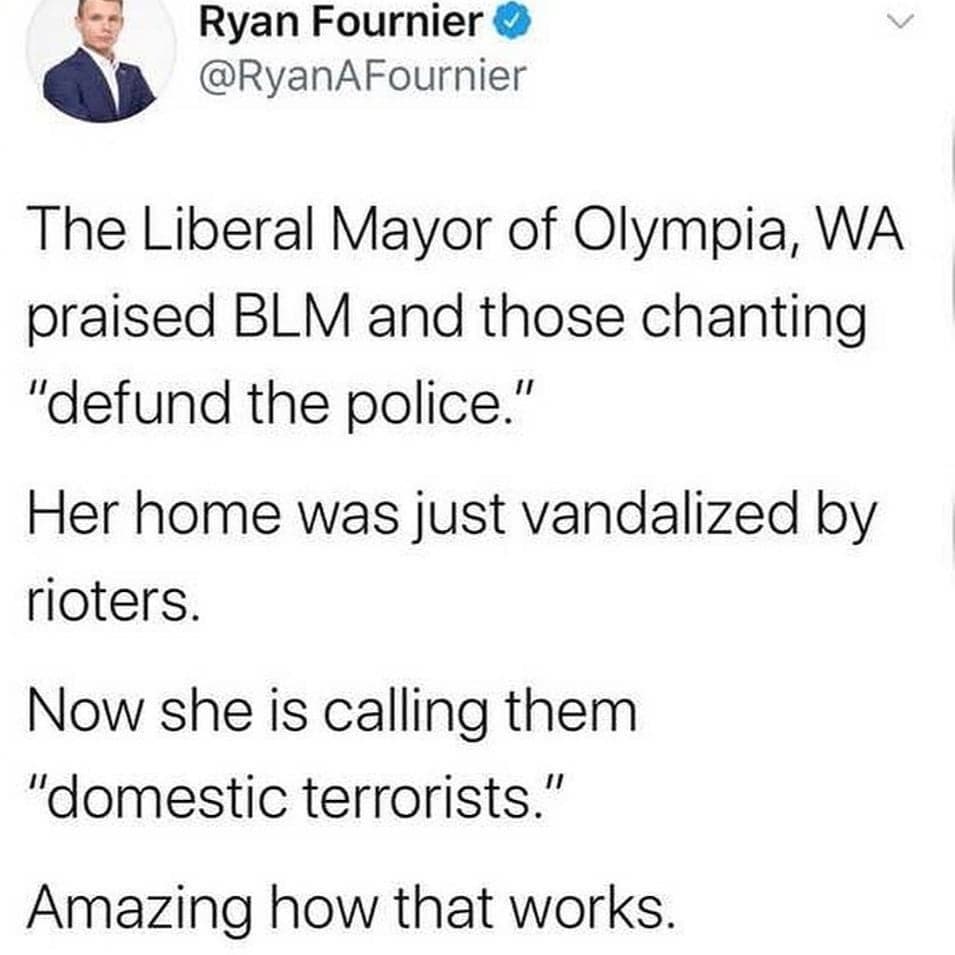 Ryan Fournier
@RyanAFournier
The Liberal Mayor of Olympia, WA
praised BLM and those chanting
"defund the police."
Her home was just vandalized by
rioters.
Now she is calling them
"domestic terrorists."
Amazing how that works.